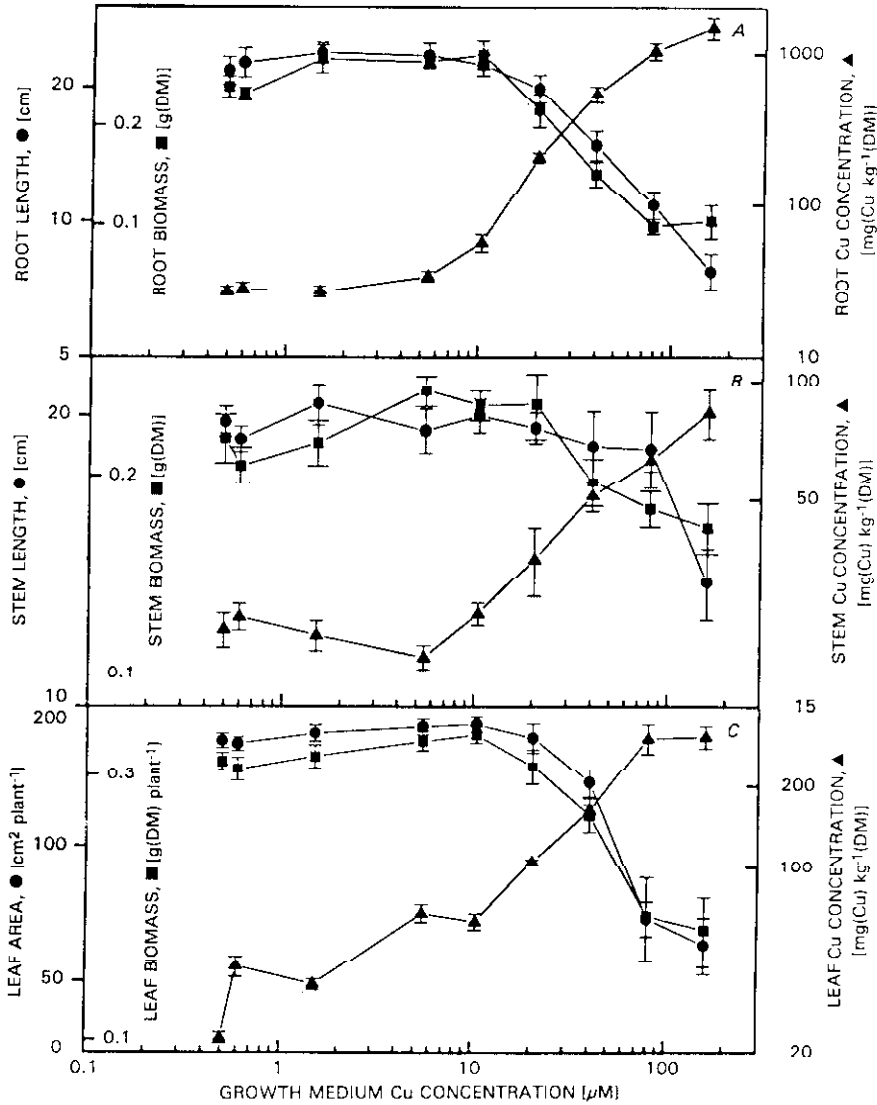 A
20
10
5
ROOT LENGTH, ● [cm]
0.2
0.1
ROOT BIOMASS, ■ [g(DM)]
1000
100
10
ROOT Cu CONCENTRATION, ▲
[mg(Cu kg⁻¹(DM)]
B
20
10
STEM LENGTH, ● [cm]
0.2
0.1
STEM BIOMASS, ■ [g(DM)]
100
50
15
STEM Cu CONCENTRATION, ▲
[mg(Cu) kg⁻¹(DM)]
C
200
100
50
0
LEAF AREA, ● [cm² plant⁻¹]
0.3
0.1
LEAF BIOMASS, ■ [g(DM) plant⁻¹]
200
100
20
LEAF Cu CONCENTRATION, ▲
[mg(Cu) kg⁻¹(DM)]
0.1 1 10 100
GROWTH MEDIUM Cu CONCENTRATION [µM]